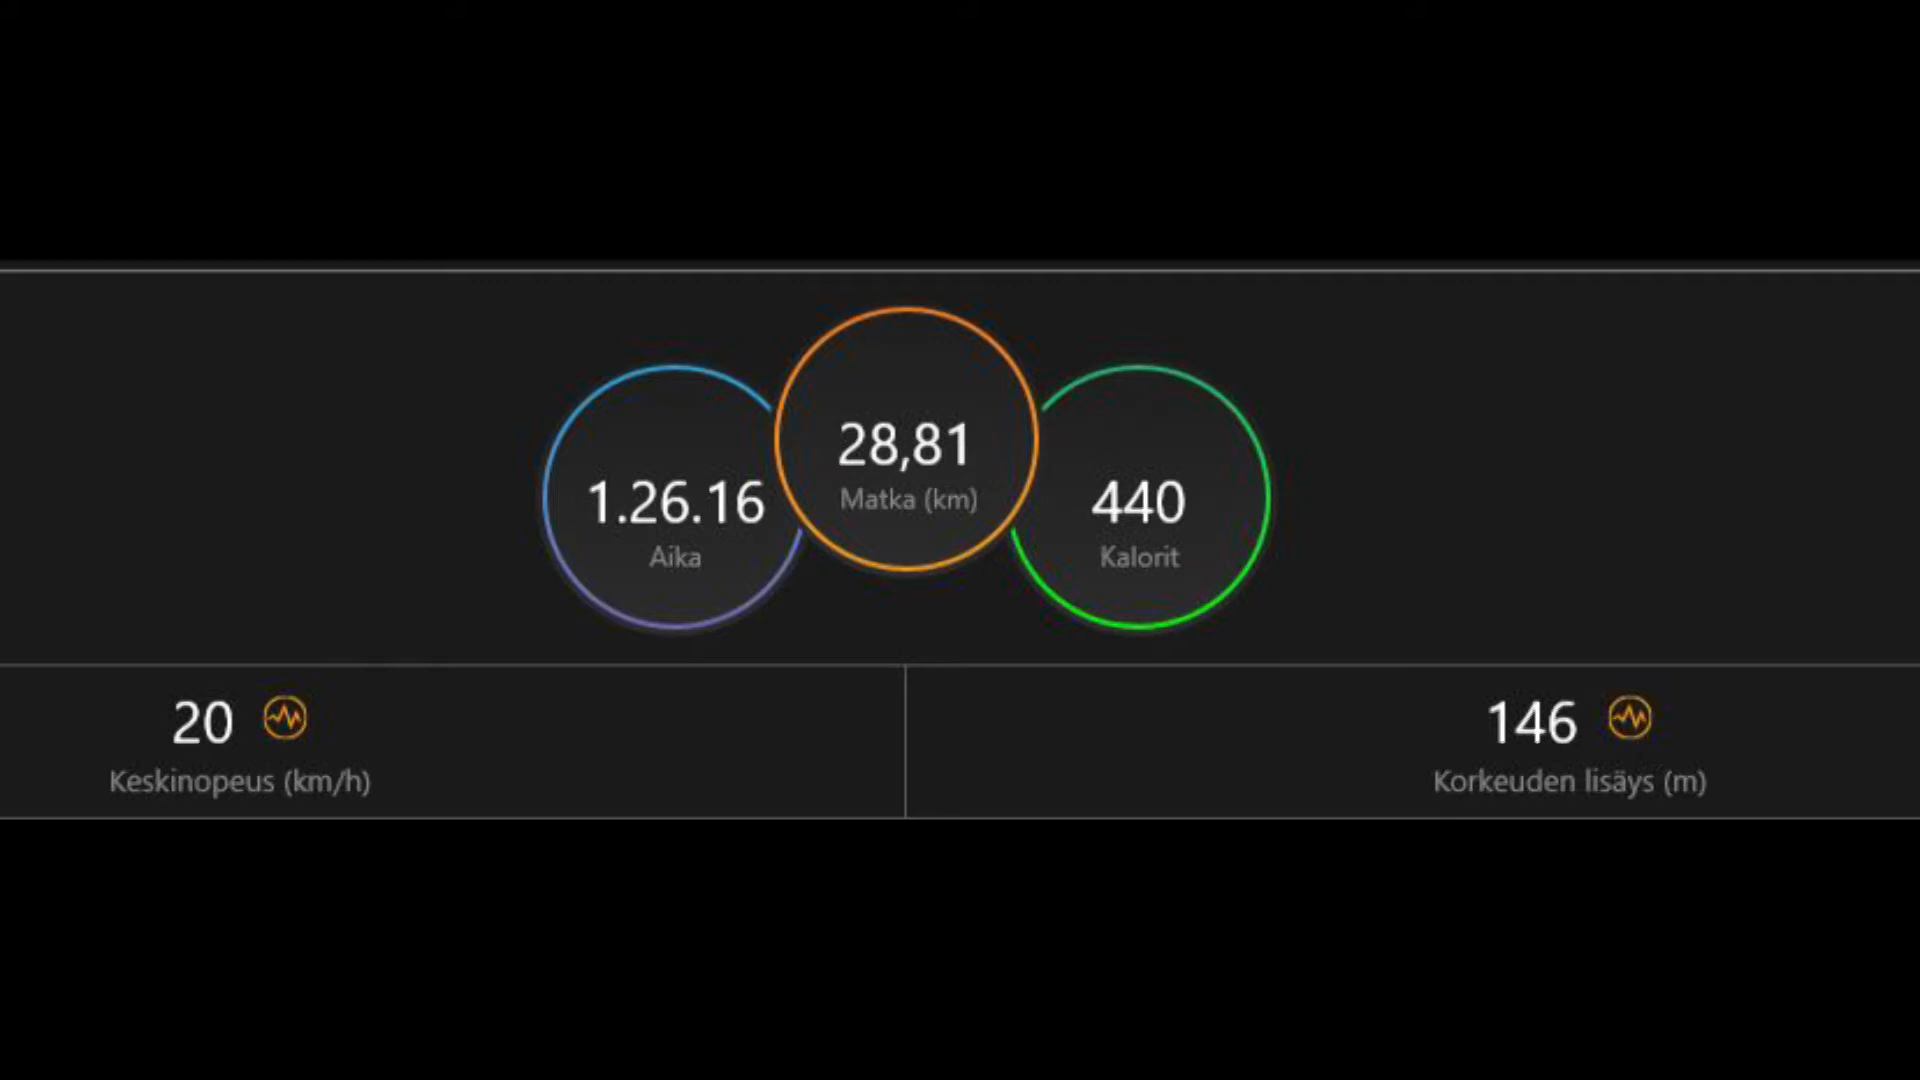 28,81
Matka (km)
1.26.16
Aika
440
Kalorit
20
Keskinopeus (km/h)
146
Korkeuden lisäys (m)